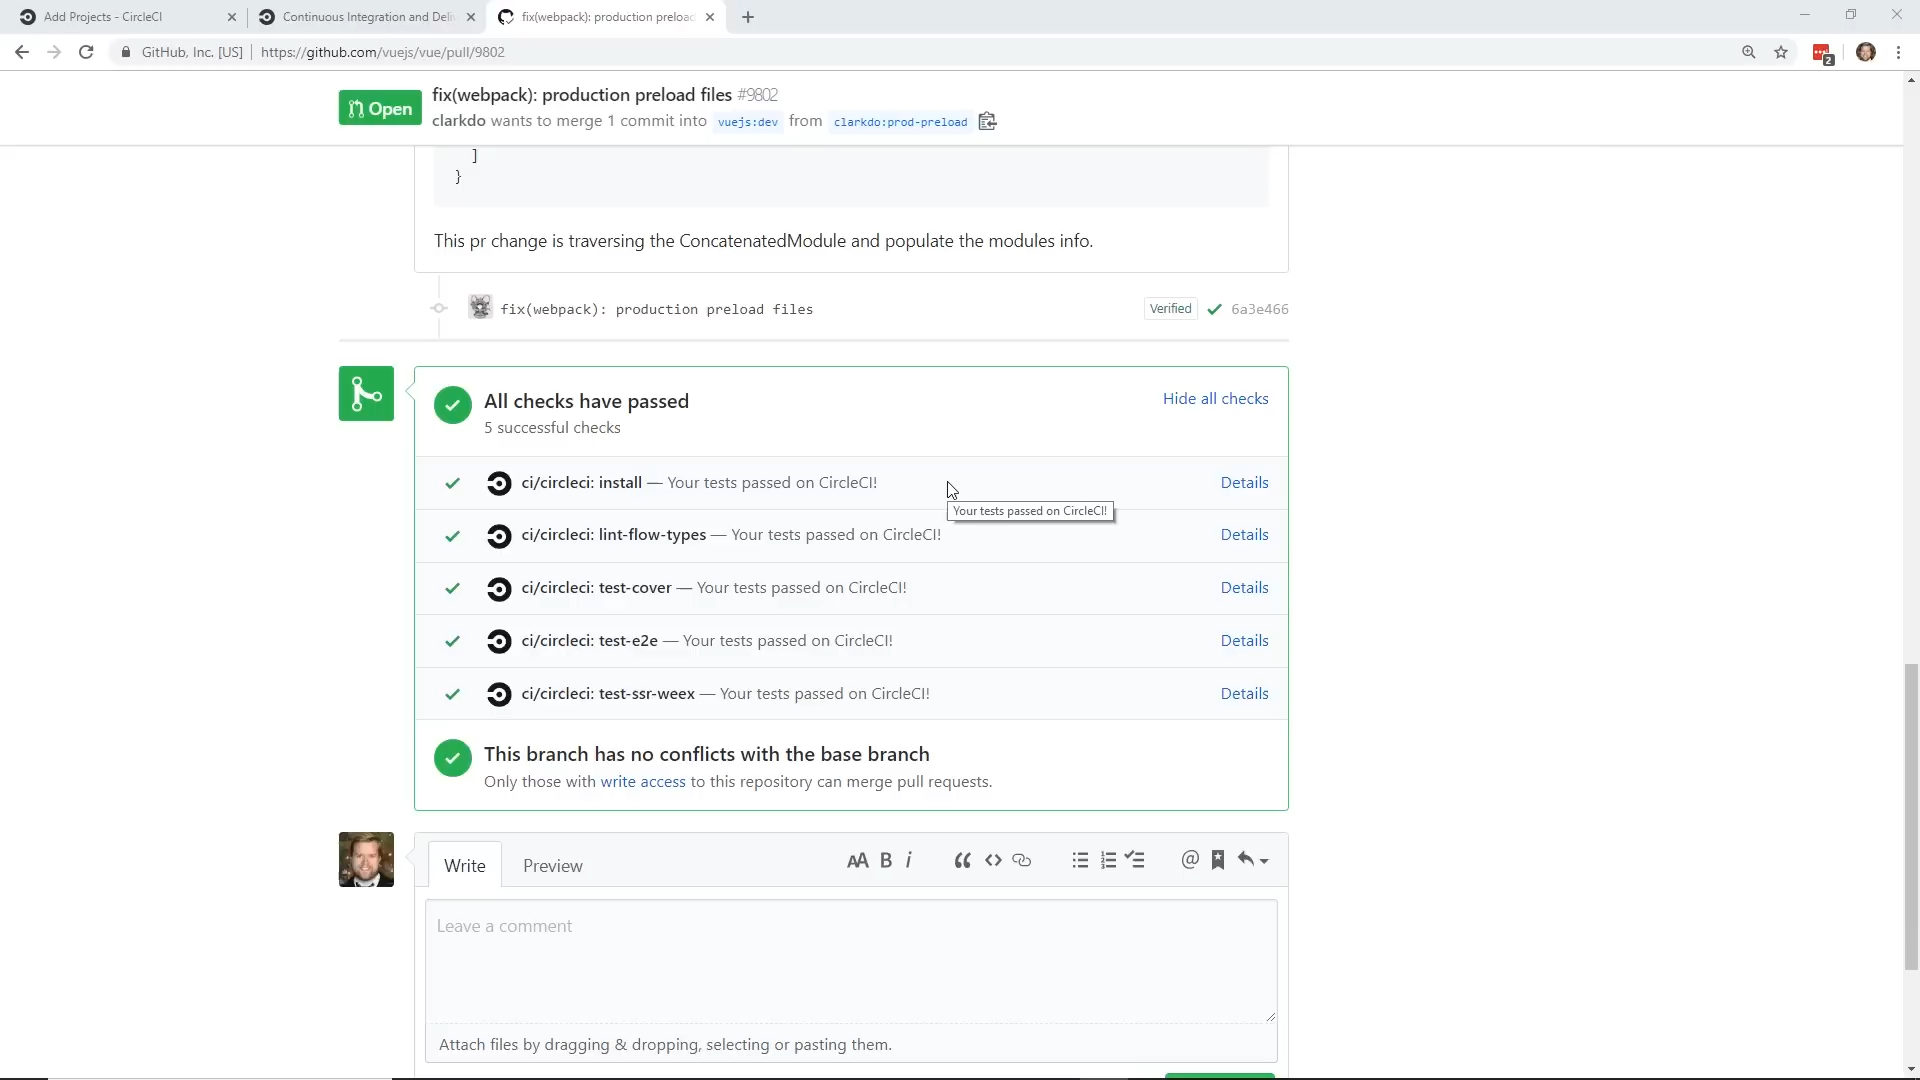 Add Projects - CircleCI
Continuous Integration and Deli
fix(webpack): production preload
GitHub, Inc. [US] https://github.com/vuejs/vue/pull/9802
2
Open
fix(webpack): production preload files #9802
clarkdo wants to merge 1 commit into vuejs:dev from clarkdo:prod-preload
]
}
This pr change is traversing the ConcatenatedModule and populate the modules info.
fix(webpack): production preload files Verified 6a3e466
All checks have passed
Hide all checks
5 successful checks
ci/circleci: install — Your tests passed on CircleCI! Details
Your tests passed on CircleCI!
ci/circleci: lint-flow-types — Your tests passed on CircleCI! Details
ci/circleci: test-cover — Your tests passed on CircleCI! Details
ci/circleci: test-e2e — Your tests passed on CircleCI! Details
ci/circleci: test-ssr-weex — Your tests passed on CircleCI! Details
This branch has no conflicts with the base branch
Only those with write access to this repository can merge pull requests.
Write Preview AA B i
Leave a comment
Attach files by dragging & dropping, selecting or pasting them.